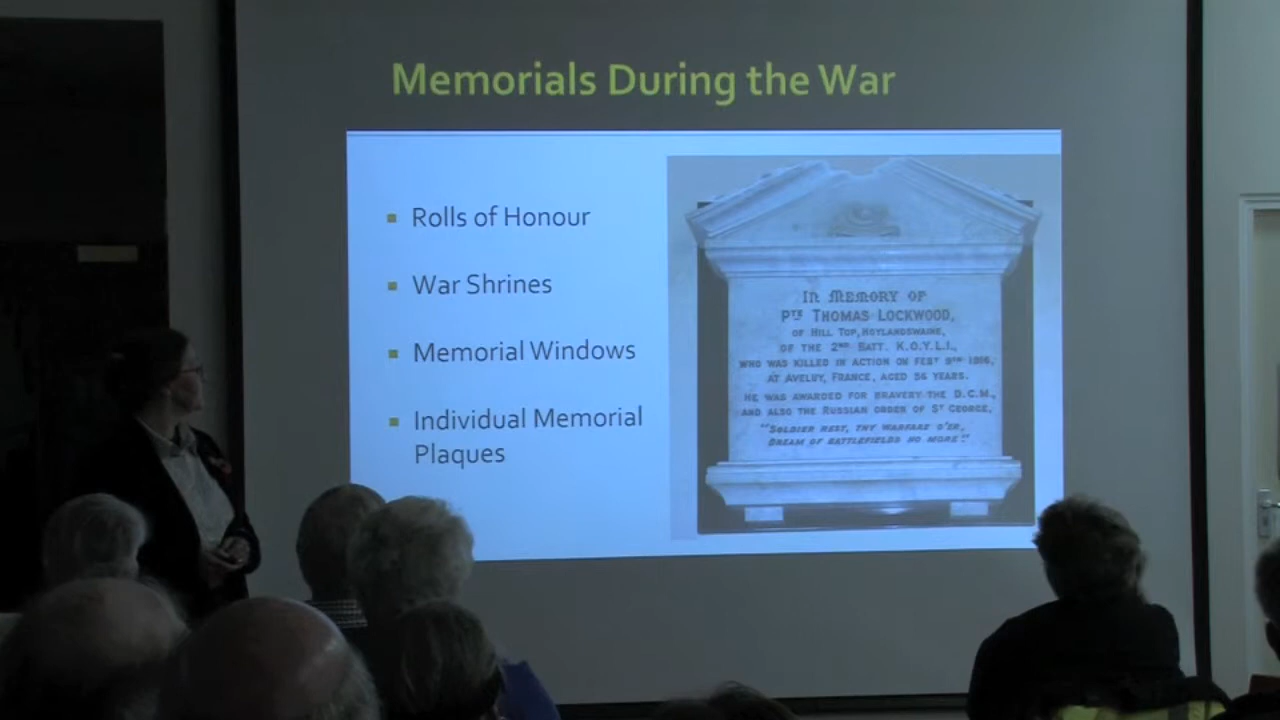 Memorials During the War
Rolls of Honour
War Shrines
Memorial Windows
Individual Memorial
Plaques
In Memory of
Pte Thomas Lockwood,
of Hill Top, Hoylandswaine,
of the 2nd Batt. K.O.Y.L.I.,
who was killed in action on Feby 9th 1916,
at Aveluy, France, aged 36 years.
He was awarded for bravery the D.C.M.,
and also the Russian Order of St George,
"Soldier rest, thy warfare o'er,
Dream of battlefields no more."